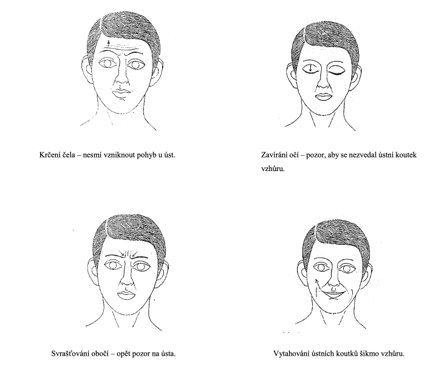 Krčení čela – nesmí vzniknout pohyb u úst.
Zavírání očí – pozor, aby se nezvedal ústní koutek
vzhůru.
Svrašťování obočí – opět pozor na ústa.
Vytahování ústních koutků šikmo vzhůru.